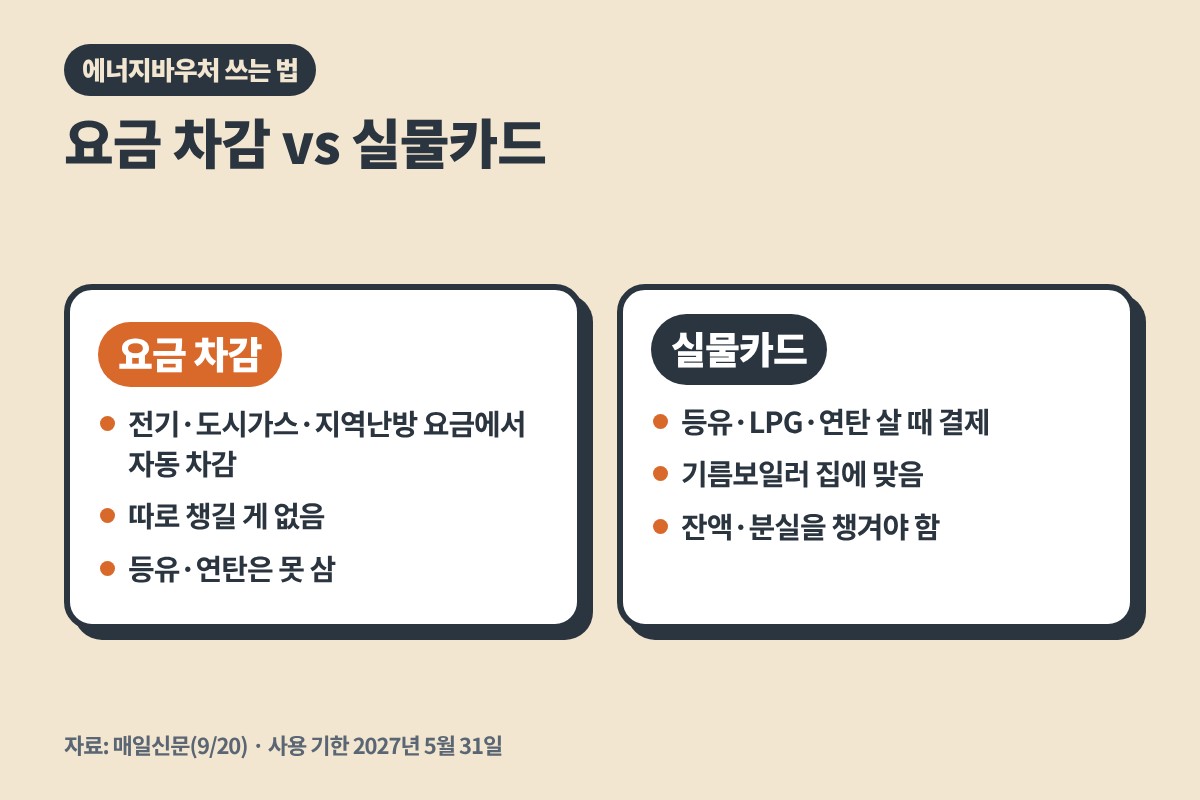 에너지바우처 쓰는 법
요금 차감 vs 실물카드
요금 차감
전기·도시가스·지역난방 요금에서
자동 차감
따로 챙길 게 없음
등유·연탄은 못 삼
실물카드
등유·LPG·연탄 살 때 결제
기름보일러 집에 맞음
잔액·분실을 챙겨야 함
자료: 매일신문(9/20) · 사용 기한 2027년 5월 31일